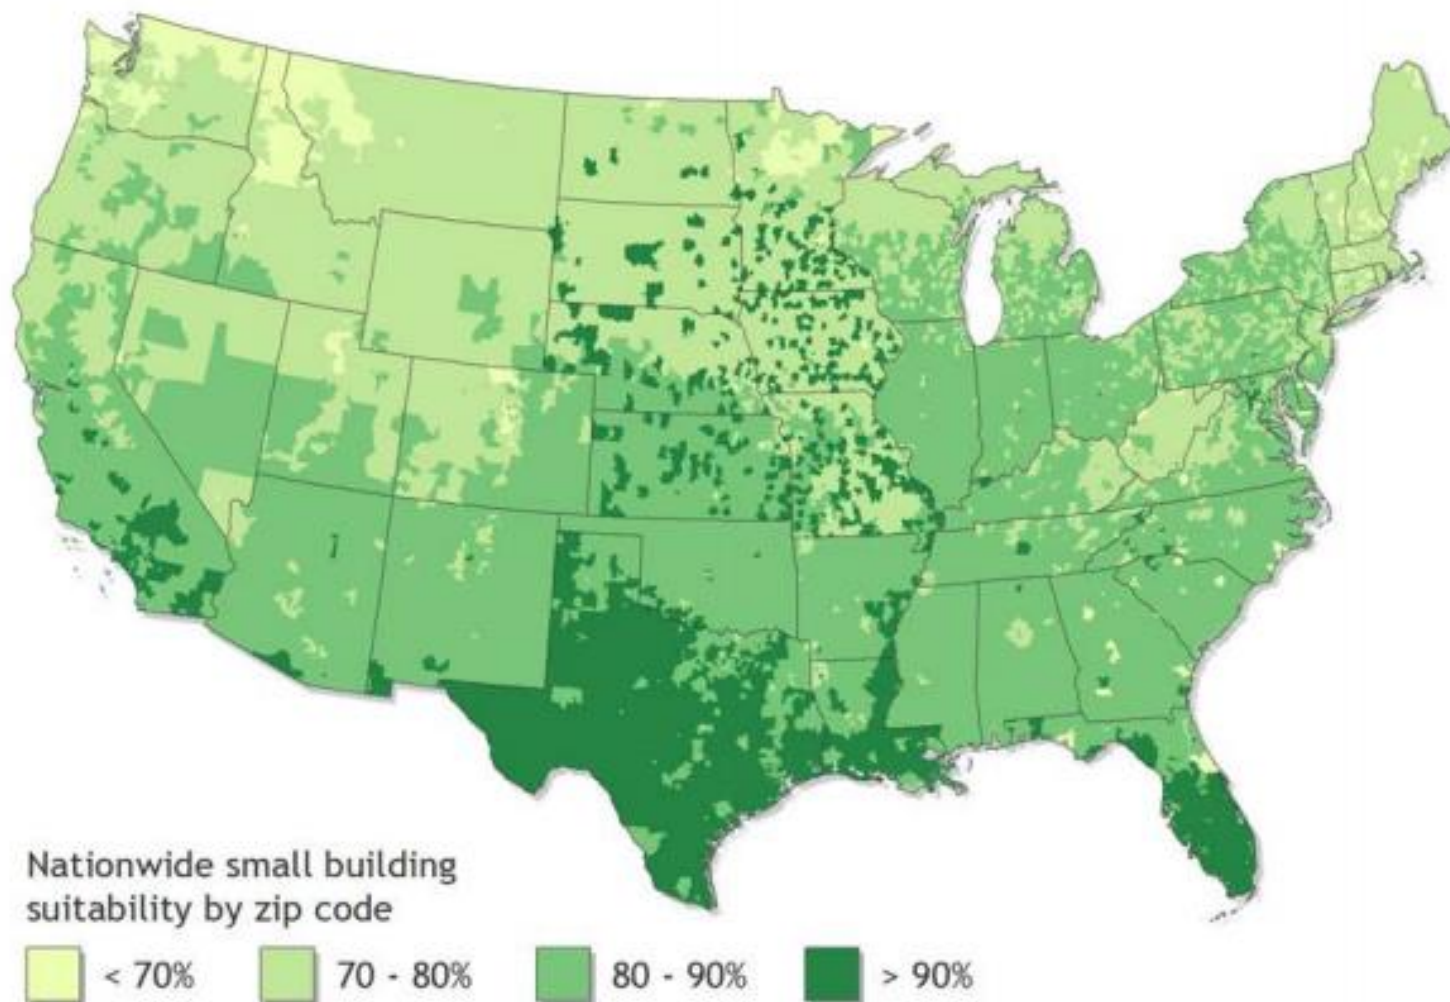 Nationwide small building
suitability by zip code
< 70%
70 - 80%
80 - 90%
> 90%